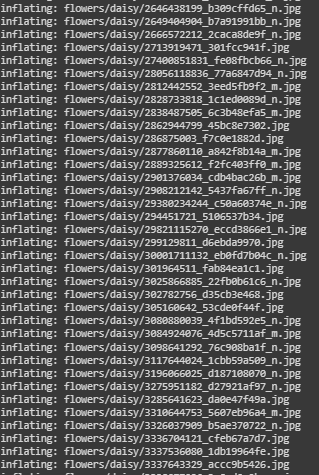 inflating: flowers/daisy/2646438199_b309cffd65_n.jpg
inflating: flowers/daisy/2649404904_b7a91991bb_n.jpg
inflating: flowers/daisy/2666572212_2caca8de9f_n.jpg
inflating: flowers/daisy/2713919471_301fcc941f.jpg
inflating: flowers/daisy/27400851831_fe08fbcb66_n.jpg
inflating: flowers/daisy/28056118836_77a6847d94_n.jpg
inflating: flowers/daisy/2812442552_3eed5fb9f2_m.jpg
inflating: flowers/daisy/2828733818_1c1ed0089d_n.jpg
inflating: flowers/daisy/2838487505_6c3b48efa5_m.jpg
inflating: flowers/daisy/2862944799_45bc8e7302.jpg
inflating: flowers/daisy/286875003_f7c0e1882d.jpg
inflating: flowers/daisy/2877860110_a842f8b14a_m.jpg
inflating: flowers/daisy/2889325612_f2fc403ff0_m.jpg
inflating: flowers/daisy/2901376034_cdb4bac26b_m.jpg
inflating: flowers/daisy/2908212142_5437fa67ff_n.jpg
inflating: flowers/daisy/29380234244_c50a60374e_n.jpg
inflating: flowers/daisy/294451721_5106537b34.jpg
inflating: flowers/daisy/29821115270_eccd3866e1_n.jpg
inflating: flowers/daisy/299129811_d6ebda9970.jpg
inflating: flowers/daisy/30001711132_eb0fd7b04c_n.jpg
inflating: flowers/daisy/301964511_fab84ea1c1.jpg
inflating: flowers/daisy/3025866885_22fb0b61c6_n.jpg
inflating: flowers/daisy/302782756_d35cb3e468.jpg
inflating: flowers/daisy/305160642_53cde0f44f.jpg
inflating: flowers/daisy/3080880039_4f1bd592e5_n.jpg
inflating: flowers/daisy/3084924076_4d5c5711af_m.jpg
inflating: flowers/daisy/3098641292_76c908ba1f_n.jpg
inflating: flowers/daisy/3117644024_1cbb59a509_n.jpg
inflating: flowers/daisy/3196066025_d187108070_n.jpg
inflating: flowers/daisy/3275951182_d27921af97_n.jpg
inflating: flowers/daisy/3285641623_da0e47f49a.jpg
inflating: flowers/daisy/3310644753_5607eb96a4_m.jpg
inflating: flowers/daisy/3326037909_b5ae370722_n.jpg
inflating: flowers/daisy/3336704121_cfeb67a7d7.jpg
inflating: flowers/daisy/3337536080_1db19964fe.jpg
inflating: flowers/daisy/3337643329_accc9b5426.jpg